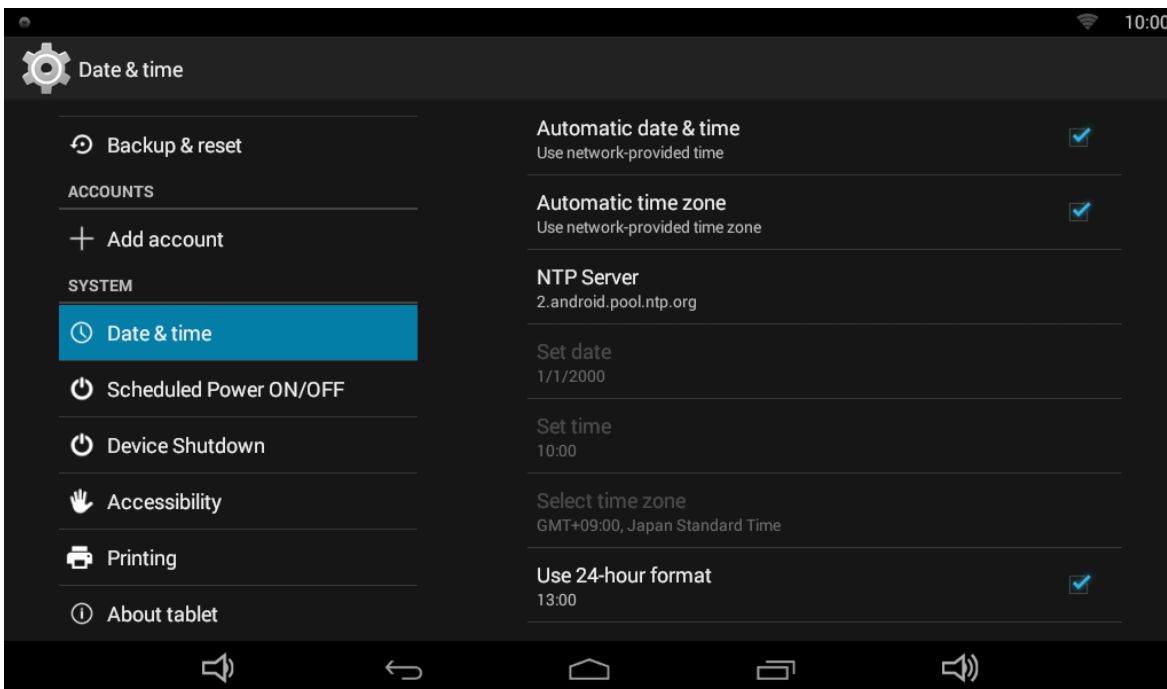 10:00
Date & time
Backup & reset
ACCOUNTS
Add account
SYSTEM
Date & time
Scheduled Power ON/OFF
Device Shutdown
Accessibility
Printing
About tablet
Automatic date & time
Use network-provided time
Automatic time zone
Use network-provided time zone
NTP Server
2.android.pool.ntp.org
Set date
1/1/2000
Set time
10:00
Select time zone
GMT+09:00, Japan Standard Time
Use 24-hour format
13:00